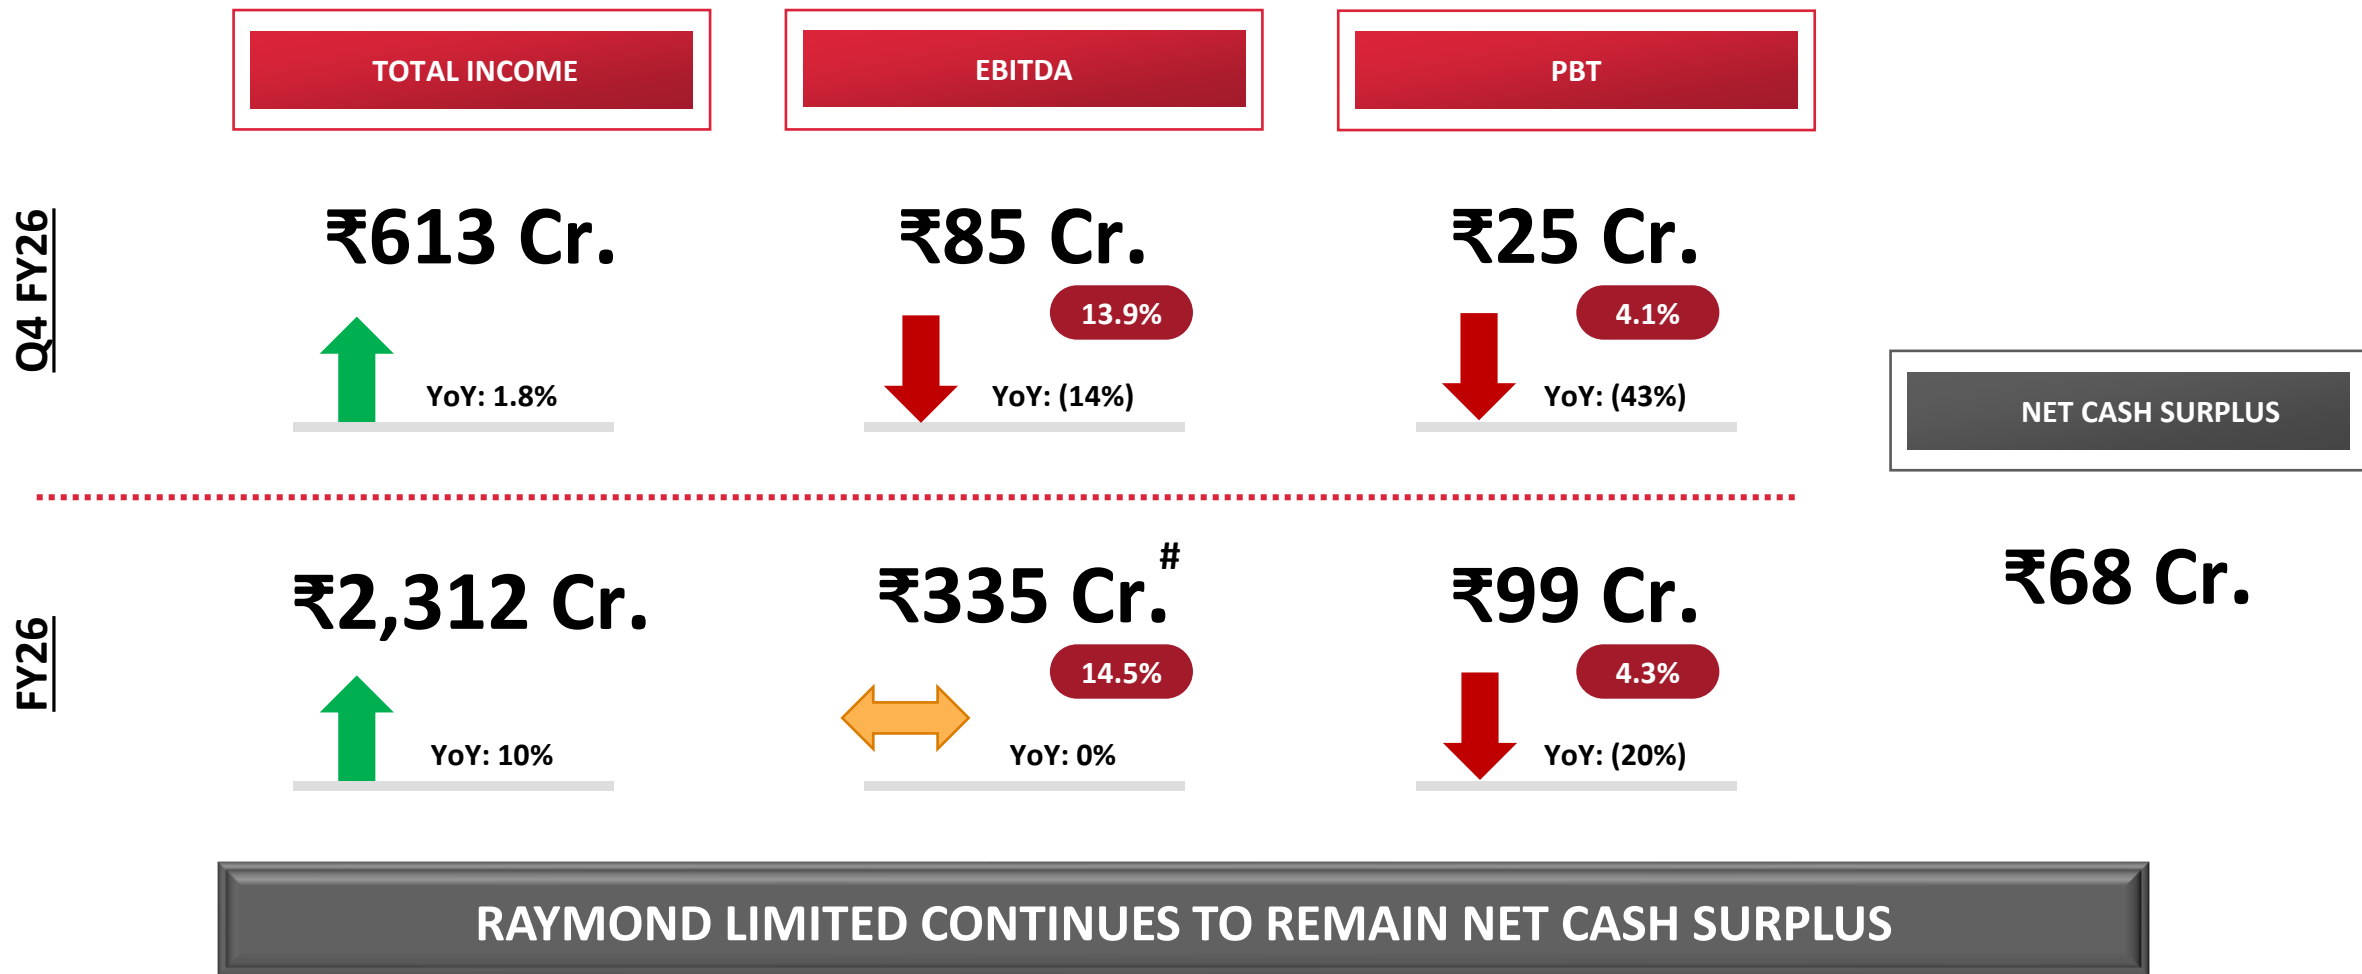 TOTAL INCOME
EBITDA
PBT
Q4 FY26
₹613 Cr.
₹85 Cr.
₹25 Cr.
13.9%
4.1%
YoY: 1.8%
YoY: (14%)
YoY: (43%)
NET CASH SURPLUS
₹68 Cr.
FY26
₹2,312 Cr.
₹335 Cr.#
₹99 Cr.
14.5%
4.3%
YoY: 10%
YoY: 0%
YoY: (20%)
RAYMOND LIMITED CONTINUES TO REMAIN NET CASH SURPLUS